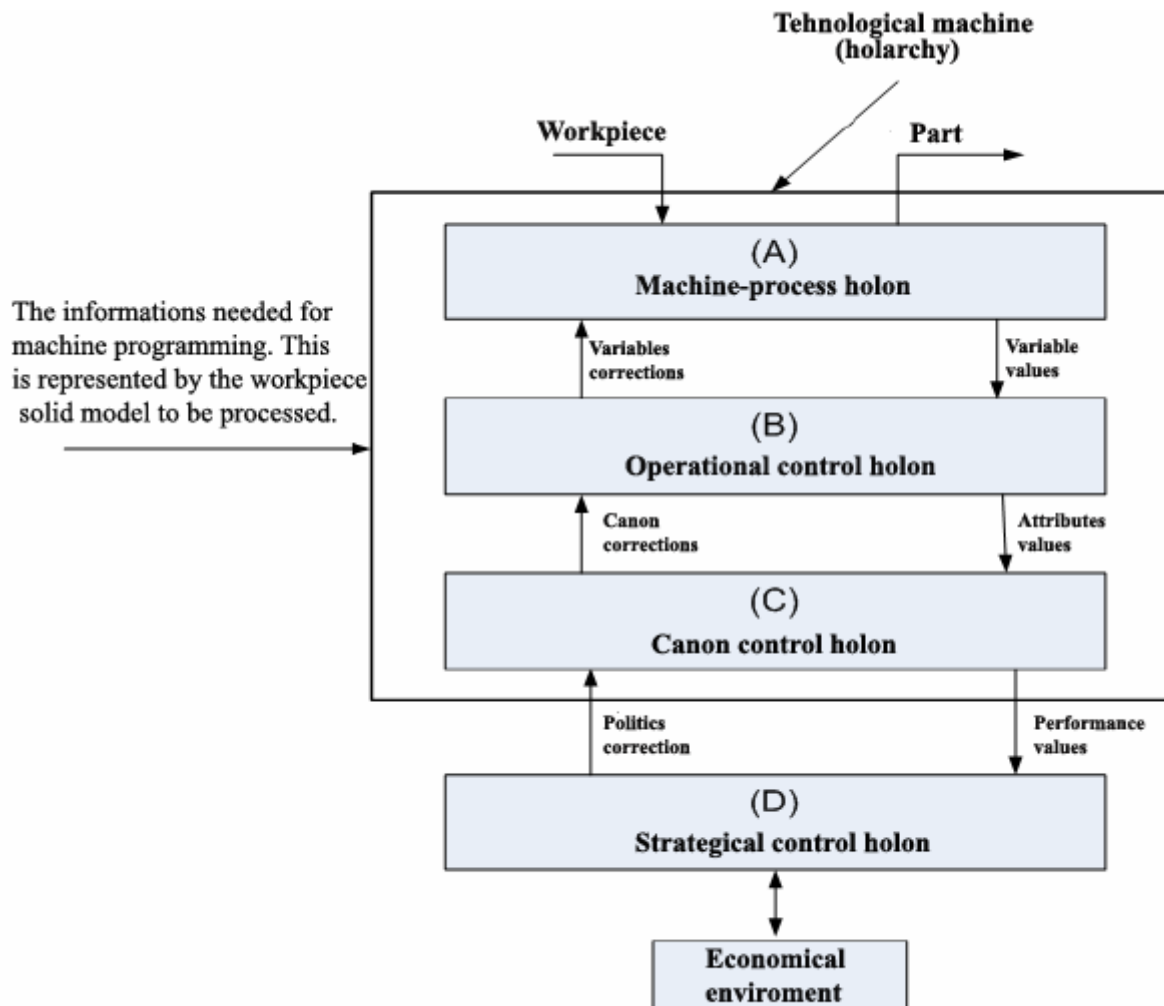 Tehnological machine
(holarchy)
Workpiece
Part
(A)
Machine-process holon
The informations needed for
machine programming. This
is represented by the workpiece
solid model to be processed.
Variables
corrections
Variable
values
(B)
Operational control holon
Canon
corrections
Attributes
values
(C)
Canon control holon
Politics
correction
Performance
values
(D)
Strategical control holon
Economical
enviroment